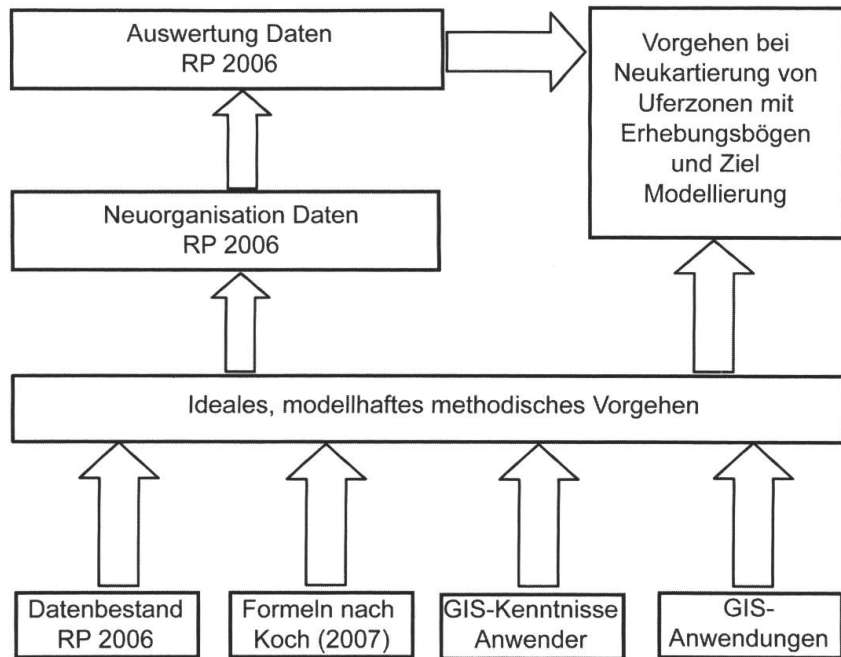 Auswertung Daten
RP 2006
Vorgehen bei
Neukartierung von
Uferzonen mit
Erhebungsbögen
und Ziel
Modellierung
Neuorganisation Daten
RP 2006
Ideales, modellhaftes methodisches Vorgehen
Datenbestand
RP 2006
Formeln nach
Koch (2007)
GIS-Kenntnisse
Anwender
GIS-
Anwendungen